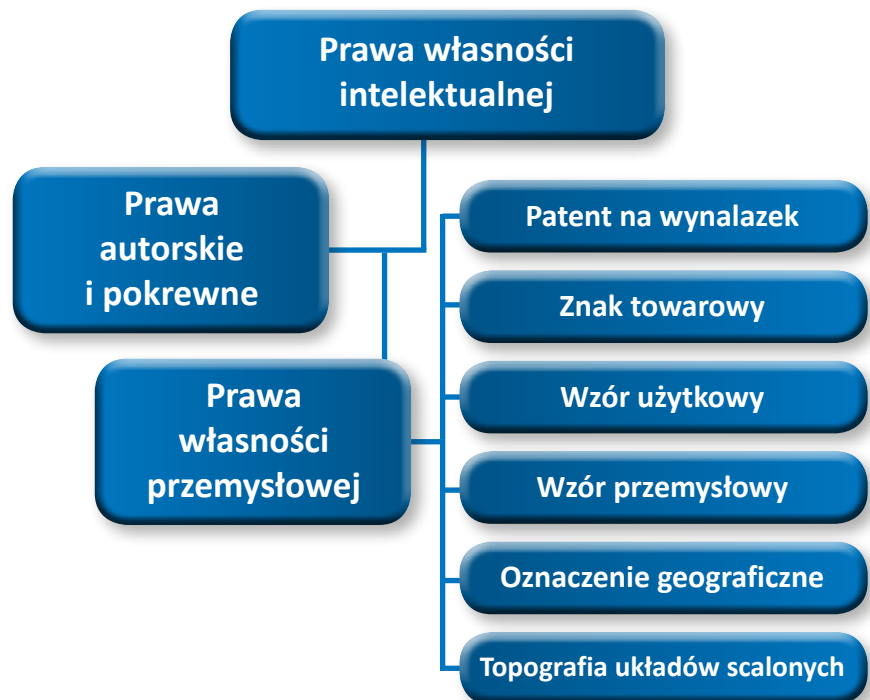 Prawa własności
intelektualnej
Prawa
autorskie
i pokrewne
Prawa
własności
przemysłowej
Patent na wynalazek
Znak towarowy
Wzór użytkowy
Wzór przemysłowy
Oznaczenie geograficzne
Topografia układów scalonych